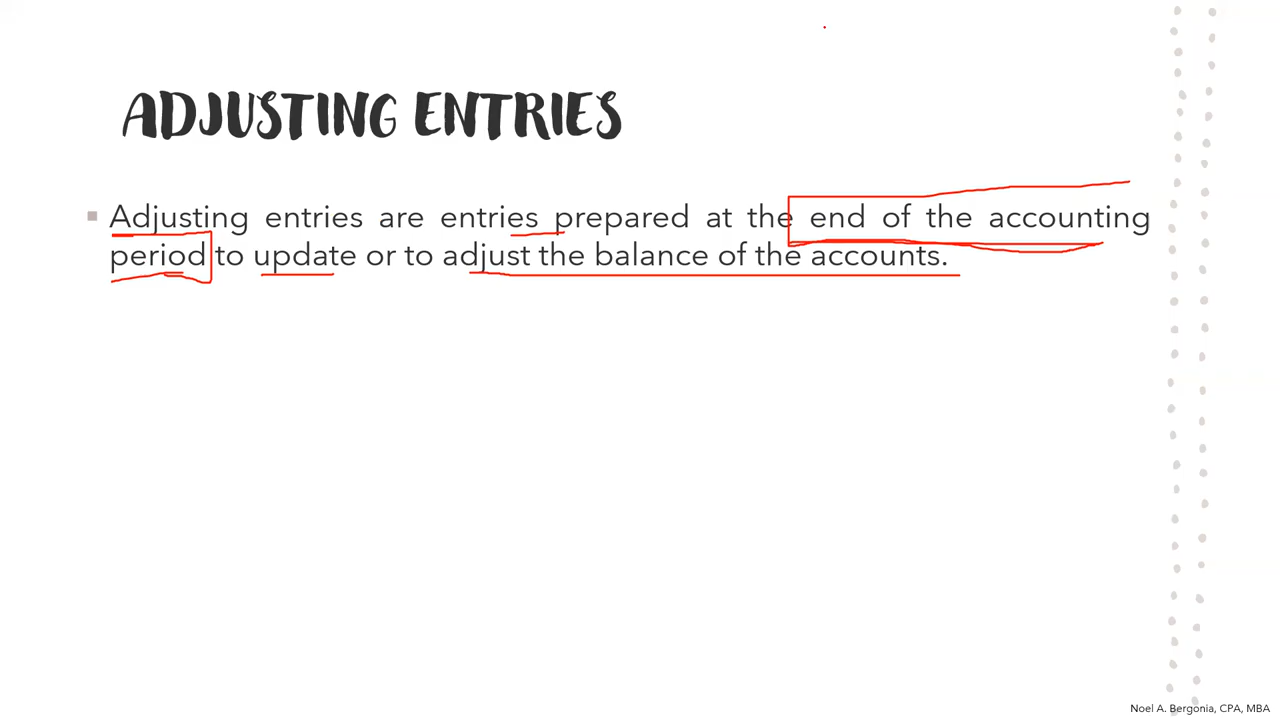 ADJUSTING ENTRIES
Adjusting entries are entries prepared at the end of the accounting
period to update or to adjust the balance of the accounts.
Noel A. Bergonia, CPA, MBA